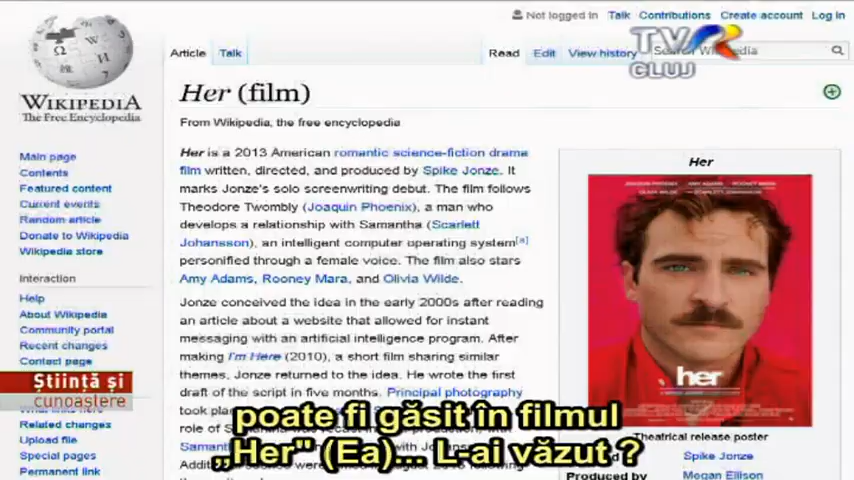 Not logged in Talk Contributions Create account Log in
WIKIPEDIA
The Free Encyclopedia
Article Talk
Read Edit View history Search Wikipedia
TVR
CLUJ
Her (film)
From Wikipedia, the free encyclopedia
Main page
Contents
Featured content
Current events
Random article
Donate to Wikipedia
Wikipedia store
Interaction
Help
About Wikipedia
Community portal
Recent changes
Contact page
Related changes
Upload file
Special pages
Permanent link
Her is a 2013 American romantic science-fiction drama
film written, directed, and produced by Spike Jonze. It
marks Jonze's solo screenwriting debut. The film follows
Theodore Twombly (Joaquin Phoenix), a man who
develops a relationship with Samantha (Scarlett
Johansson), an intelligent computer operating system[a]
personified through a female voice. The film also stars
Amy Adams, Rooney Mara, and Olivia Wilde.
Jonze conceived the idea in the early 2000s after reading
an article about a website that allowed for instant
messaging with an artificial intelligence program. After
making I'm Here (2010), a short film sharing similar
themes, Jonze returned to the idea. He wrote the first
draft of the script in five months. Principal photography
took place
role of
Her
her
Theatrical release poster
Spike Jonze
Produced by Megan Ellison
Știință și
cunoaștere
poate fi găsit în filmul
„Her" (Ea)... L-ai văzut ?